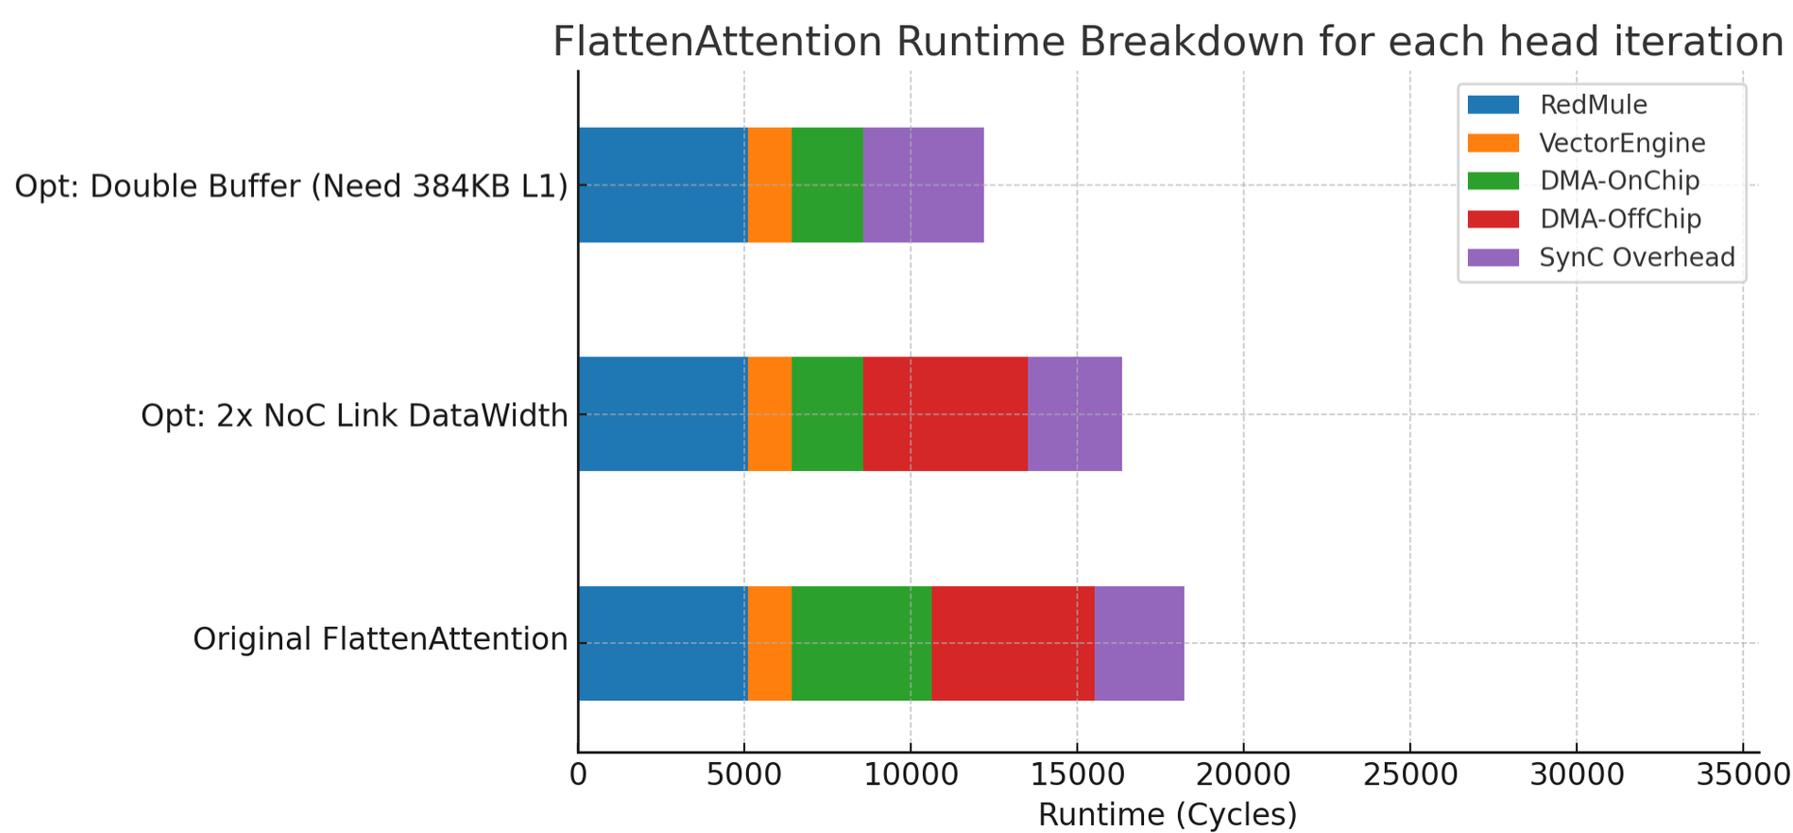 FlattenAttention Runtime Breakdown for each head iteration
RedMule
VectorEngine
DMA-OnChip
DMA-OffChip
SynC Overhead
Opt: Double Buffer (Need 384KB L1)
Opt: 2x NoC Link DataWidth
Original FlattenAttention
0 5000 10000 15000 20000 25000 30000 35000
Runtime (Cycles)